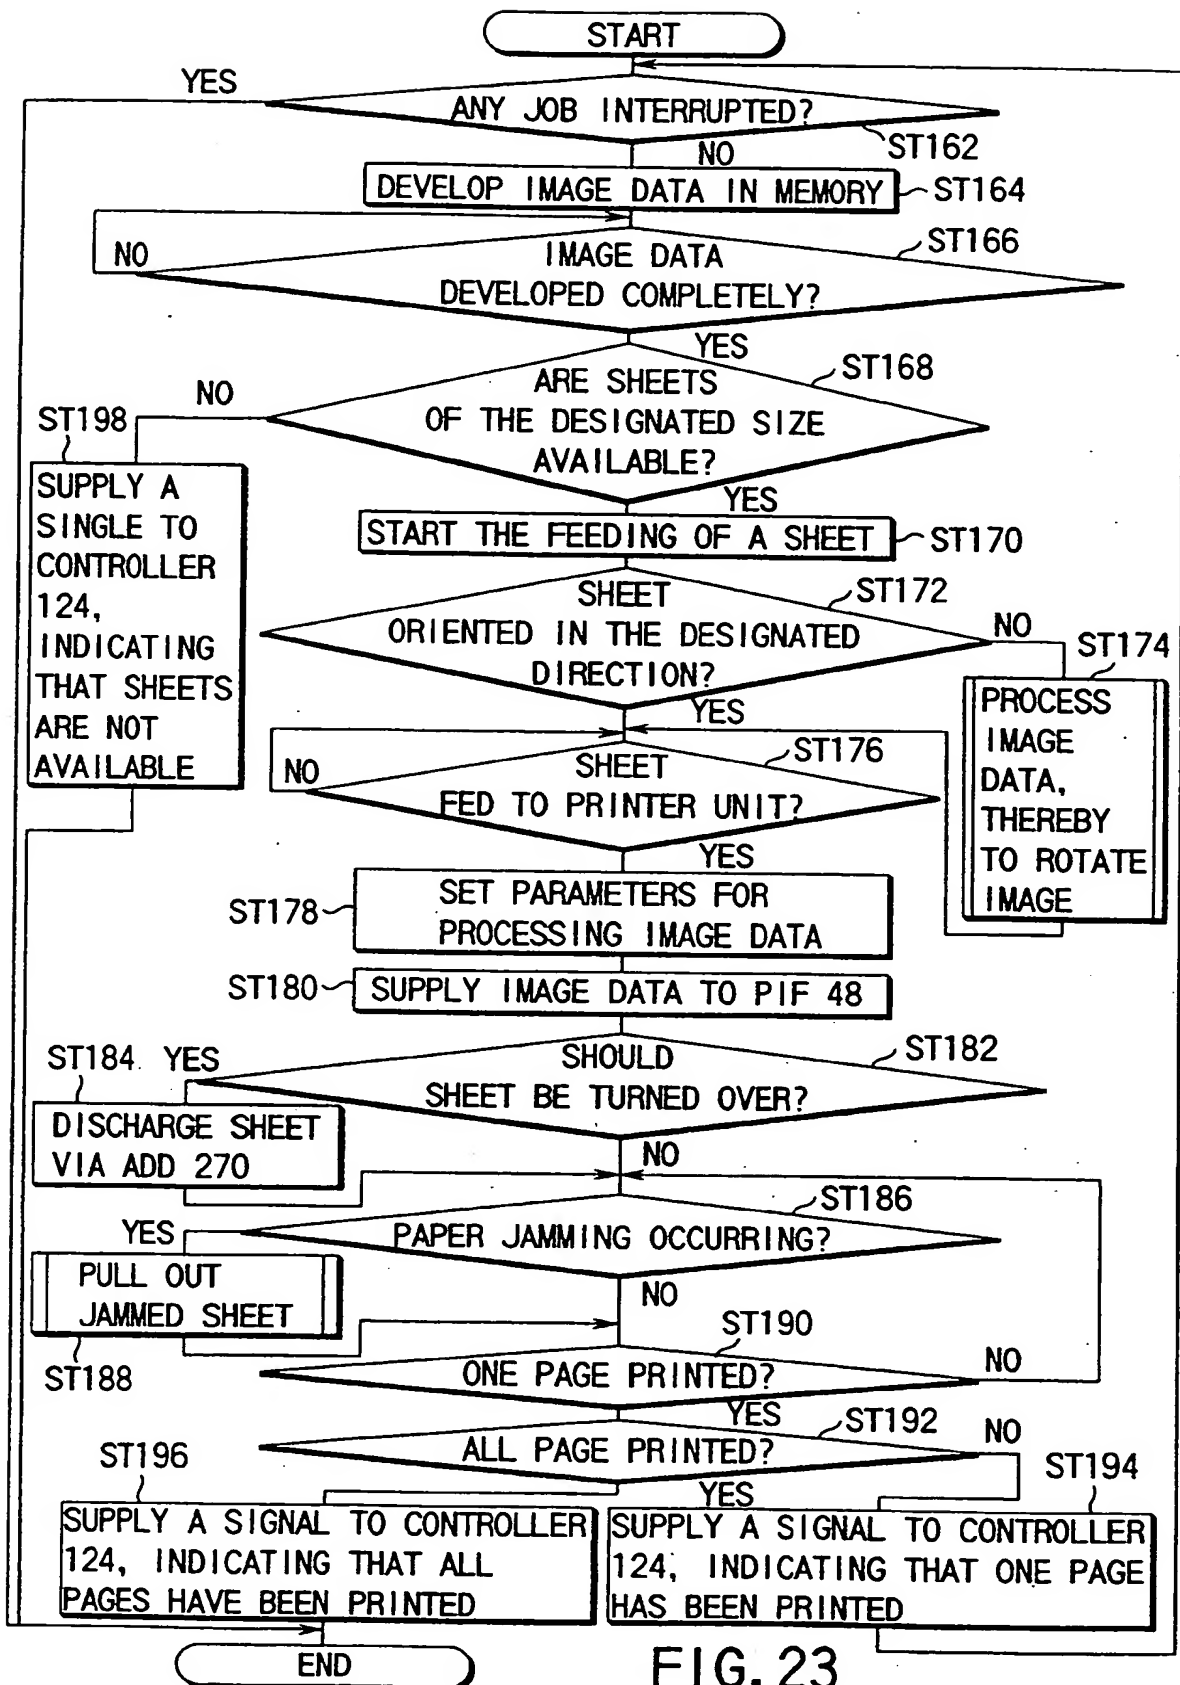 START
YES
ANY JOB INTERRUPTED?
ST162
NO
DEVELOP IMAGE DATA IN MEMORY
ST164
ST166
NO
IMAGE DATA
DEVELOPED COMPLETELY?
YES
ST168
NO
ARE SHEETS
OF THE DESIGNATED SIZE
AVAILABLE?
ST198
SUPPLY A
SINGLE TO
CONTROLLER
124,
INDICATING
THAT SHEETS
ARE NOT
AVAILABLE
YES
START THE FEEDING OF A SHEET
ST170
ST172
SHEET
ORIENTED IN THE DESIGNATED
DIRECTION?
NO
ST174
PROCESS
IMAGE
DATA,
THEREBY
TO ROTATE
IMAGE
YES
ST176
NO
SHEET
FED TO PRINTER UNIT?
YES
ST178
SET PARAMETERS FOR
PROCESSING IMAGE DATA
ST180
SUPPLY IMAGE DATA TO PIF 48
ST182
SHOULD
SHEET BE TURNED OVER?
ST184
YES
DISCHARGE SHEET
VIA ADD 270
NO
ST186
YES
PAPER JAMMING OCCURRING?
PULL OUT
JAMMED SHEET
ST188
NO
ST190
ONE PAGE PRINTED?
NO
YES
ST192
ALL PAGE PRINTED?
NO
ST196
YES
ST194
SUPPLY A SIGNAL TO CONTROLLER
124, INDICATING THAT ALL
PAGES HAVE BEEN PRINTED
SUPPLY A SIGNAL TO CONTROLLER
124, INDICATING THAT ONE PAGE
HAS BEEN PRINTED
END
FIG. 23